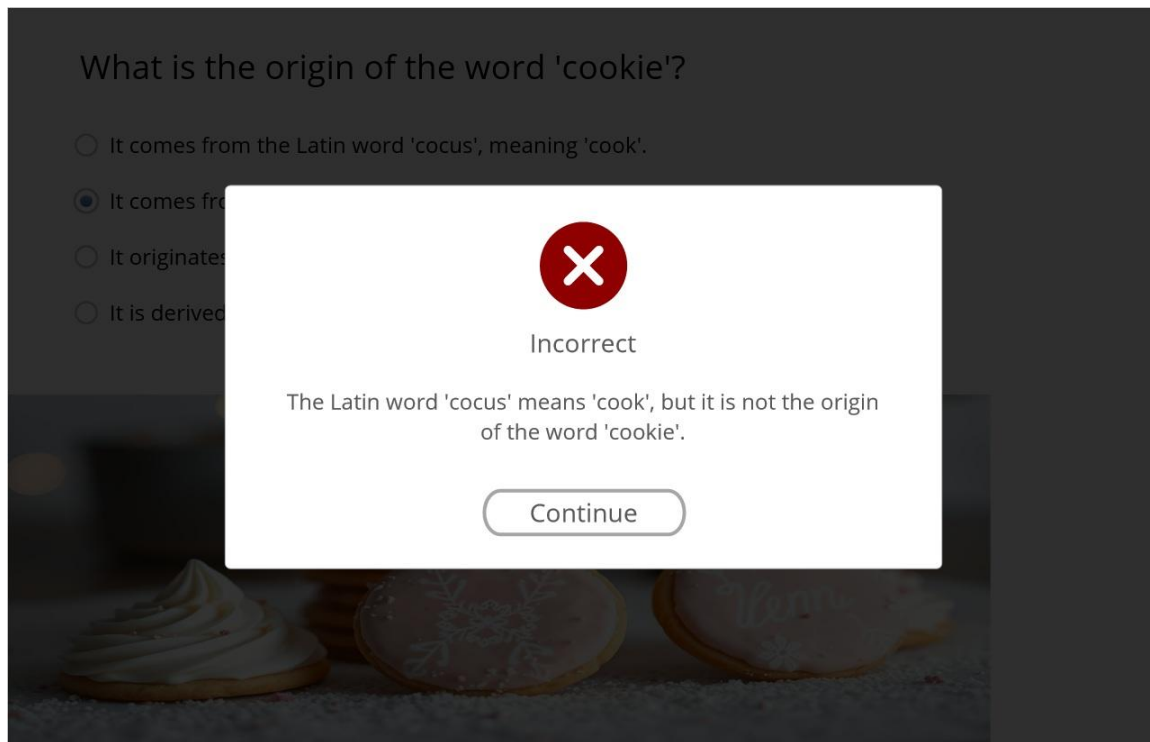 What is the origin of the word 'cookie'?
It comes from the Latin word 'cocus', meaning 'cook'.
It comes
It originates
It is derived
Incorrect
The Latin word 'cocus' means 'cook', but it is not the origin
of the word 'cookie'.
Continue